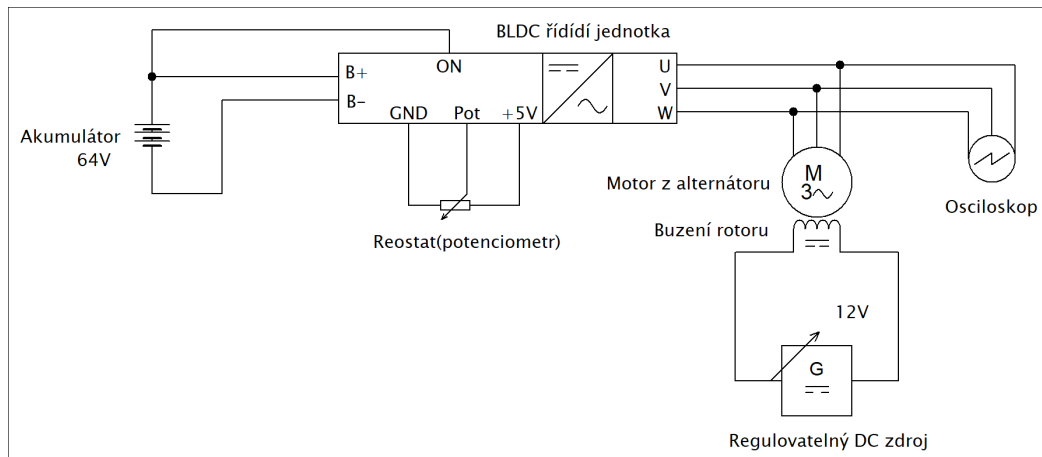 BLDC řídídí jednotka
B+
ON
U
B-
V
GND Pot +5V
W
Akumulátor
64V
M
3
Motor z alternátoru
Osciloskop
Reostat(potenciometr)
Buzení rotoru
12V
G
Regulovatelný DC zdroj